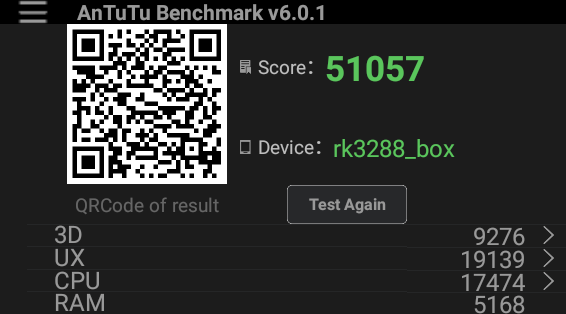 AnTuTu Benchmark v6.0.1
Score: 51057
Device: rk3288_box
QRCode of result
Test Again
3D 9276
UX 19139
CPU 17474
RAM 5168